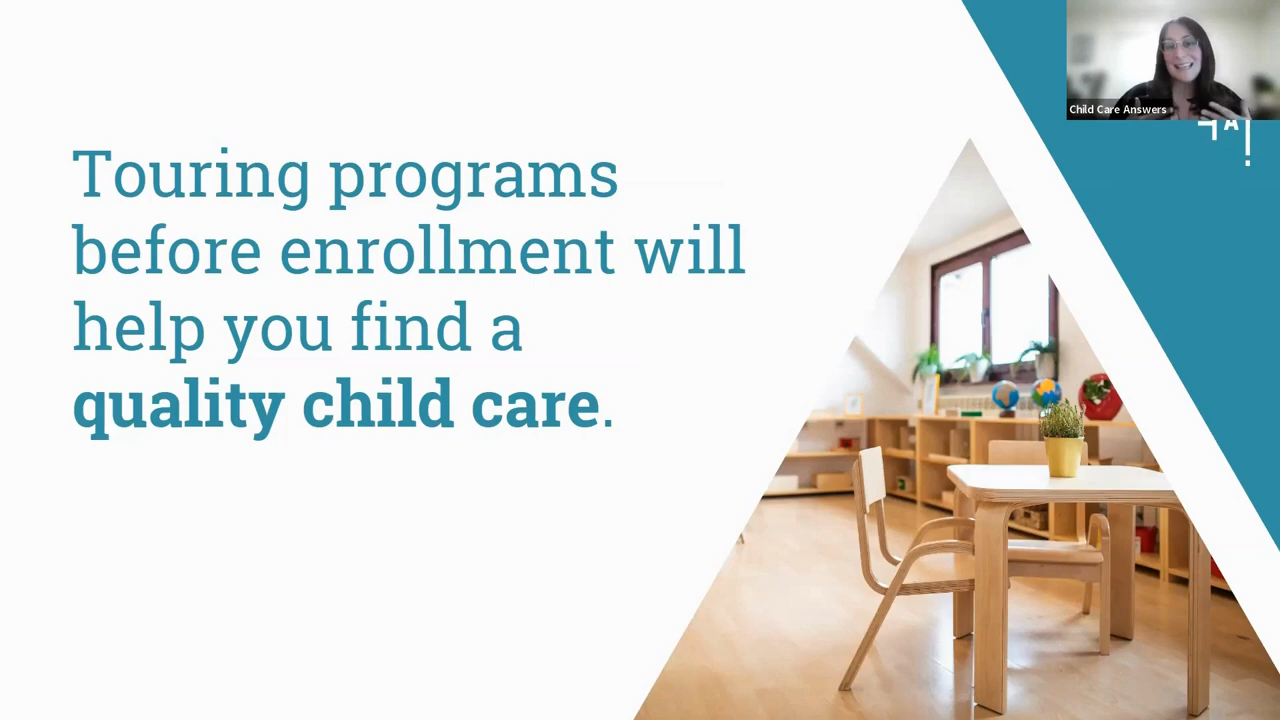 Touring programs
before enrollment will
help you find a
quality child care.
Child Care Answers